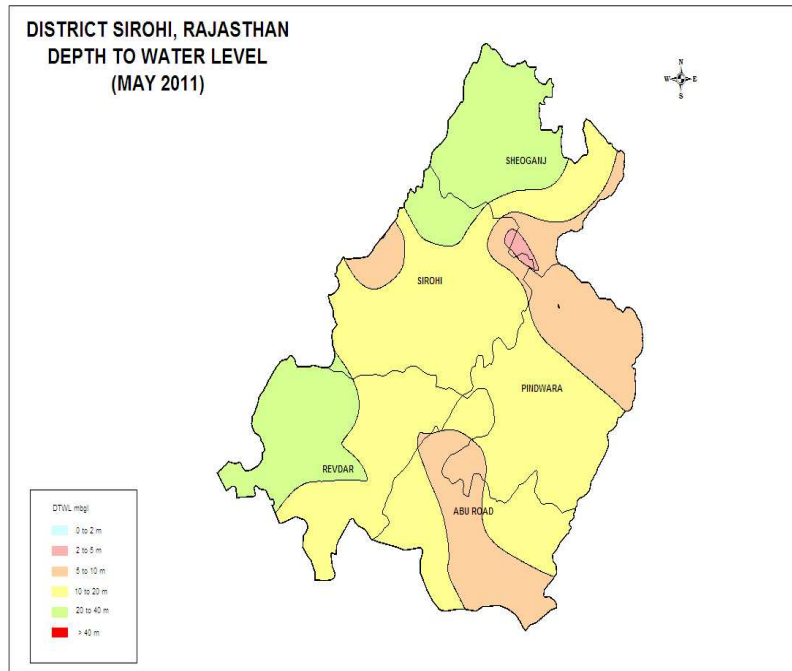 DISTRICT SIROHI, RAJASTHAN
DEPTH TO WATER LEVEL
(MAY 2011)
N
W E
S
SHEOGANJ
SIROHI
PINDWARA
REVDAR
ABU ROAD
DTWL mbgl
0 to 2 m
2 to 5 m
5 to 10 m
10 to 20 m
20 to 40 m
> 40 m